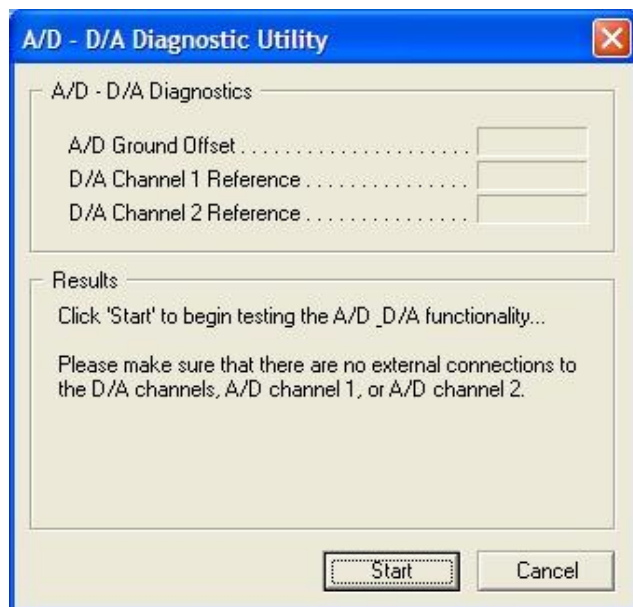 A/D - D/A Diagnostic Utility
A/D - D/A Diagnostics
A/D Ground Offset . . . . . . . . . . . . . . . . . . . . .
D/A Channel 1 Reference . . . . . . . . . . . . . . .
D/A Channel 2 Reference . . . . . . . . . . . . . . .
Results
Click 'Start' to begin testing the A/D _D/A functionality...
Please make sure that there are no external connections to
the D/A channels, A/D channel 1, or A/D channel 2.
Start
Cancel